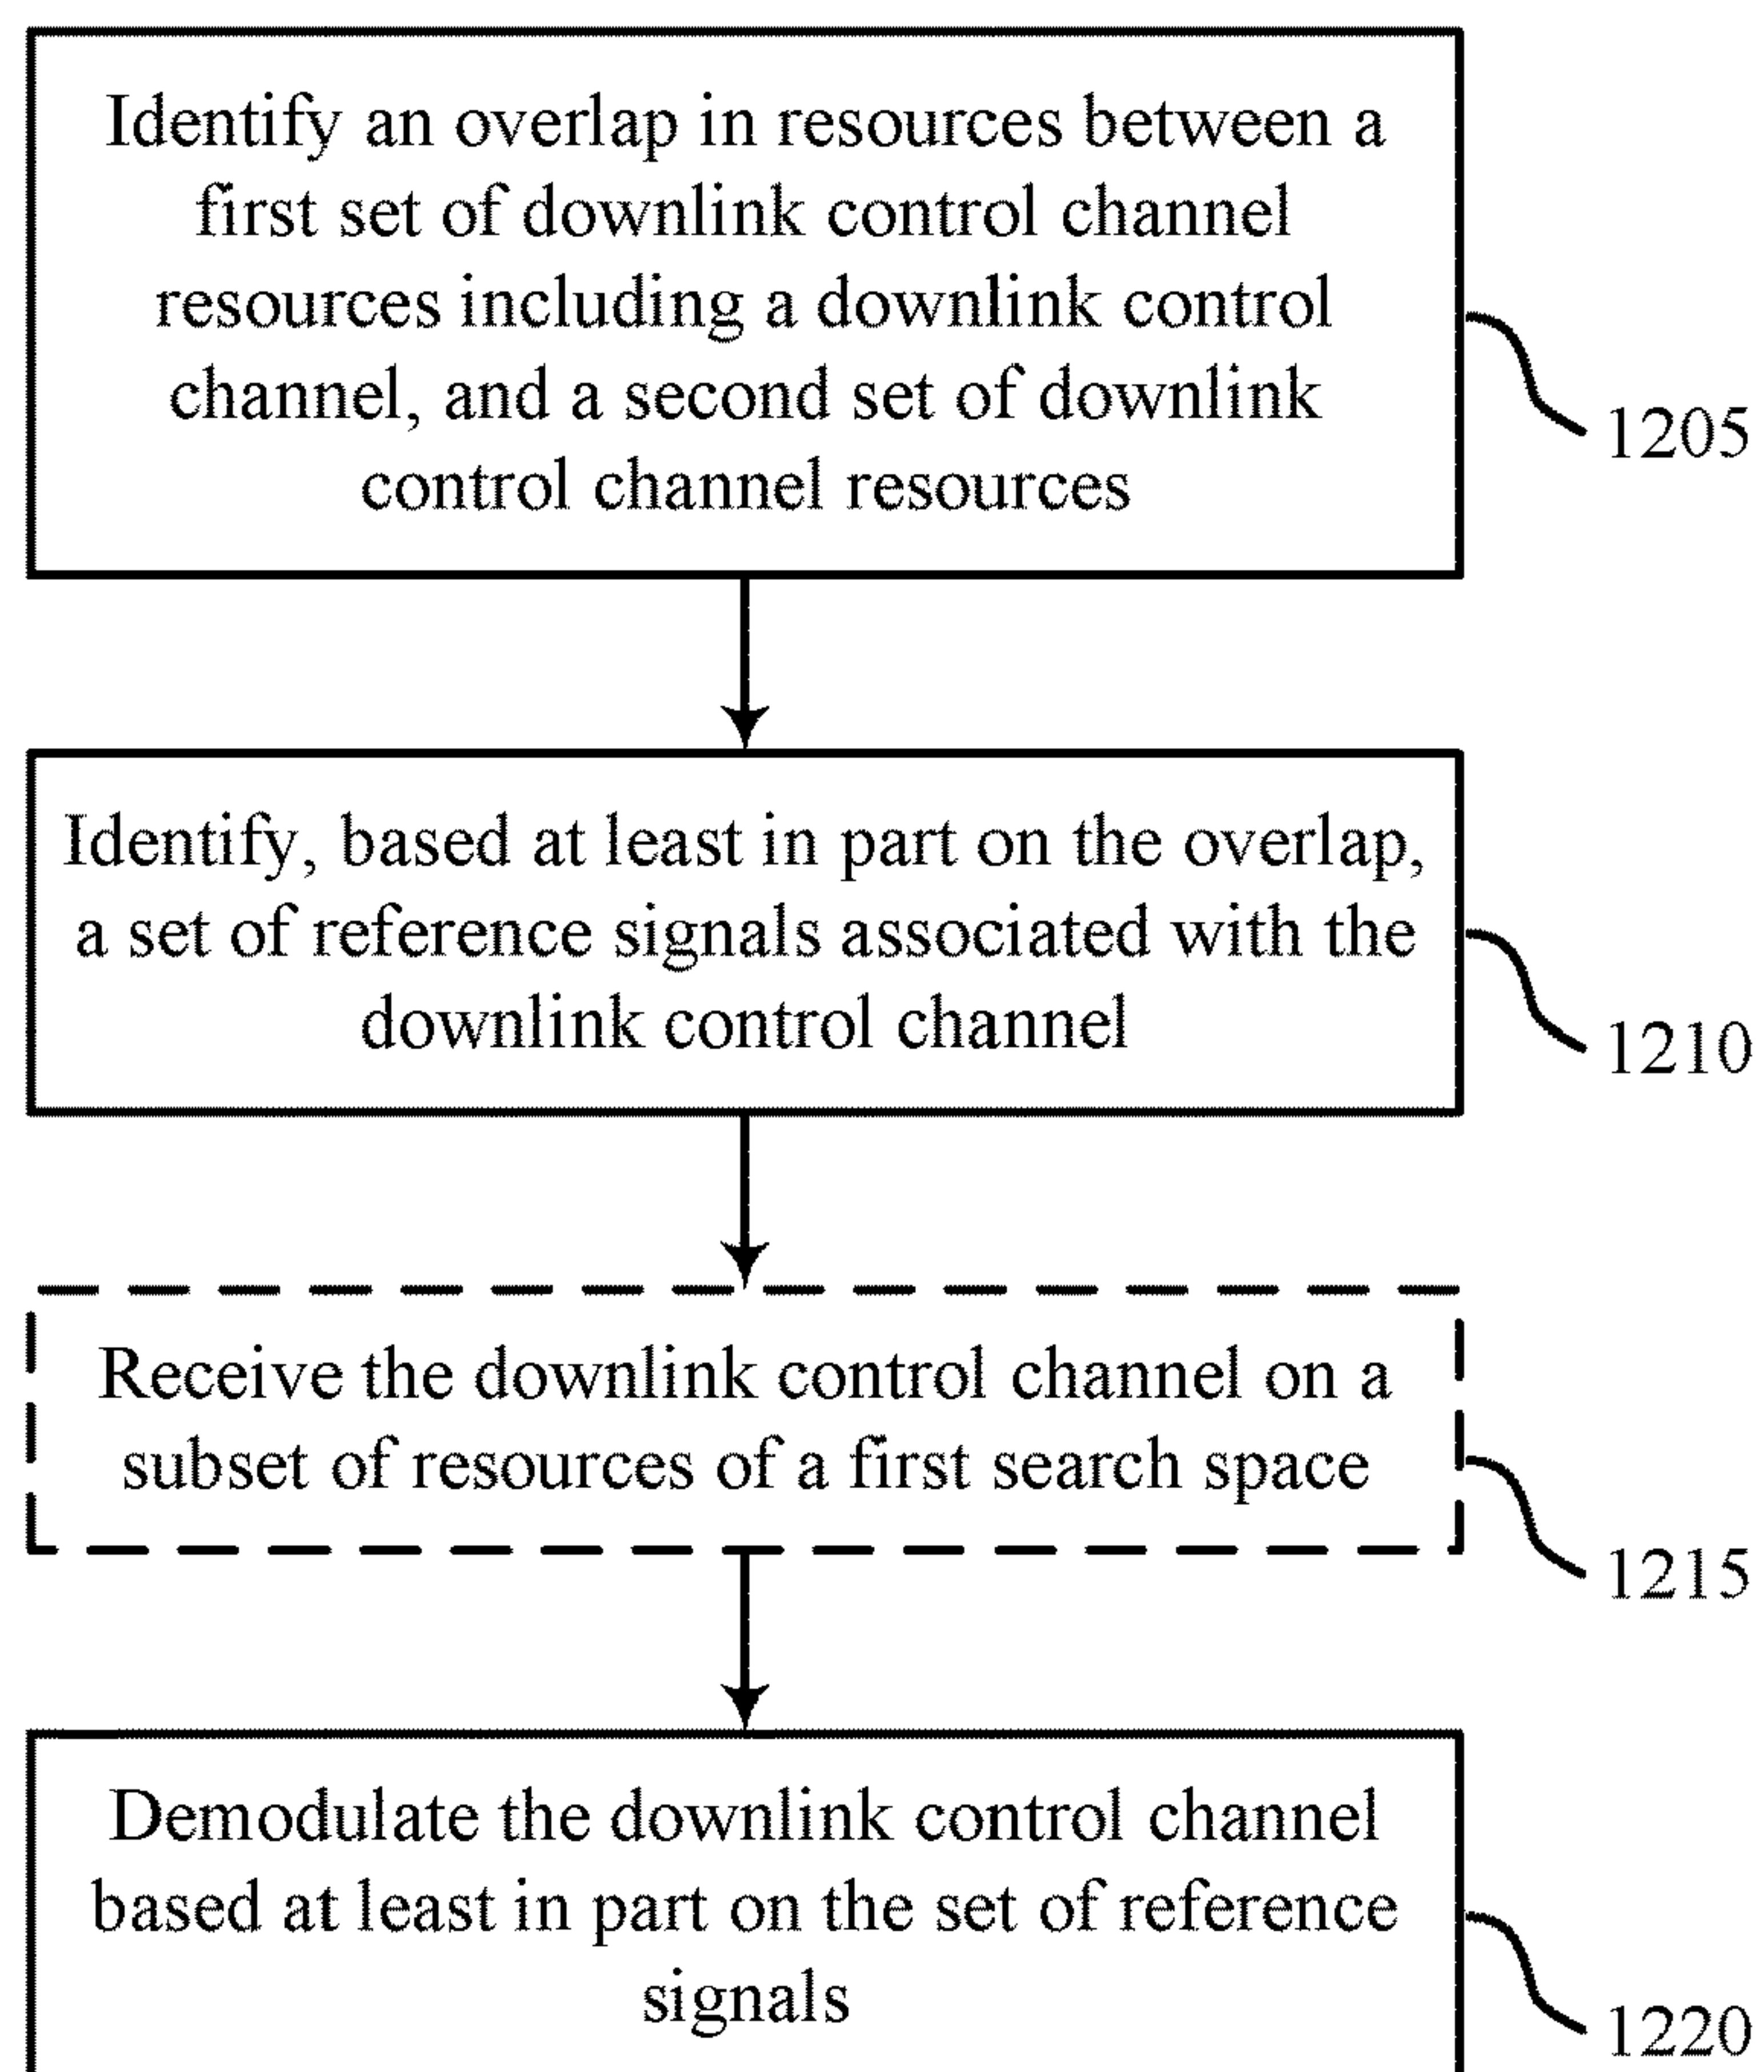 Identify an overlap in resources between a
first set of downlink control channel
resources including a downlink control
channel, and a second set of downlink
control channel resources
1205
Identify, based at least in part on the overlap,
a set of reference signals associated with the
downlink control channel
1210
Receive the downlink control channel on a
subset of resources of a first search space
1215
Demodulate the downlink control channel
based at least in part on the set of reference
signals
1220